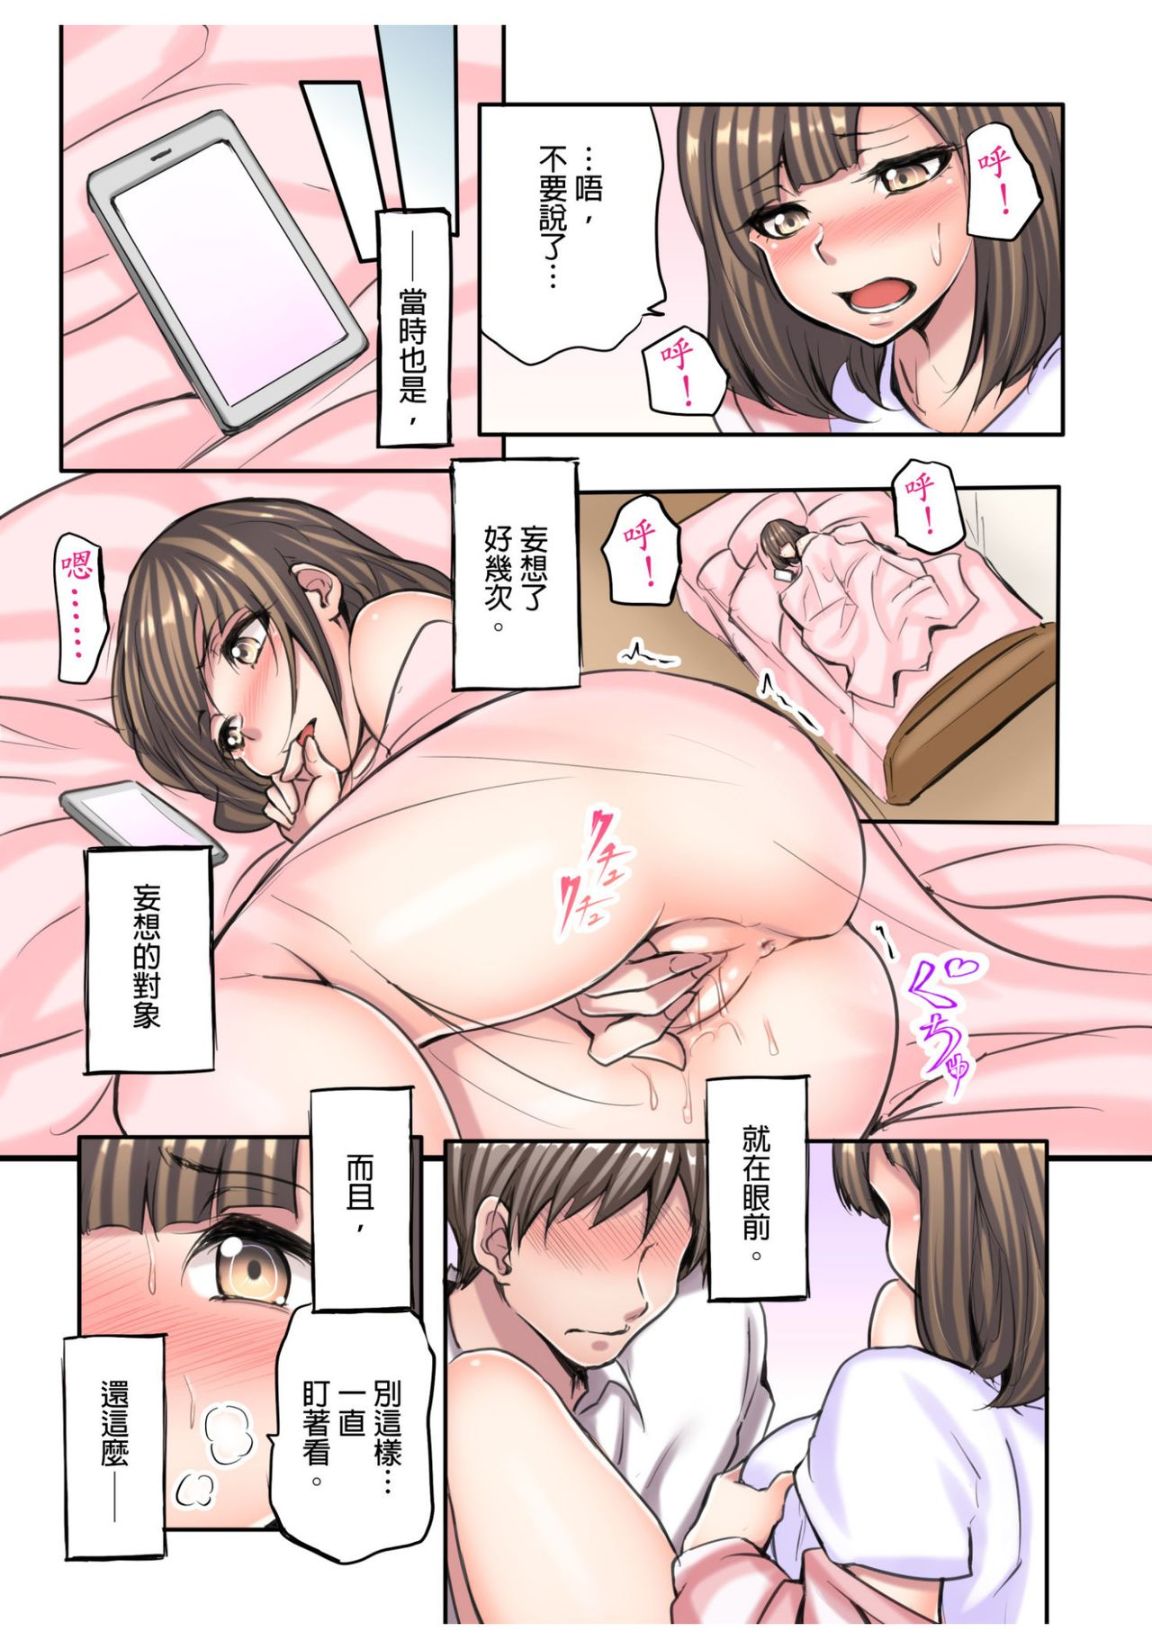 呼！
…唔，
不要說了…
呼！
——當時也是，
呼！
呼！
妄想了
好幾次。
嗯……
クチュ
クチュ
ぐちゅ♡
妄想的對象
就在眼前。
而且，
別這樣…
一直
盯著看。
還這麼——